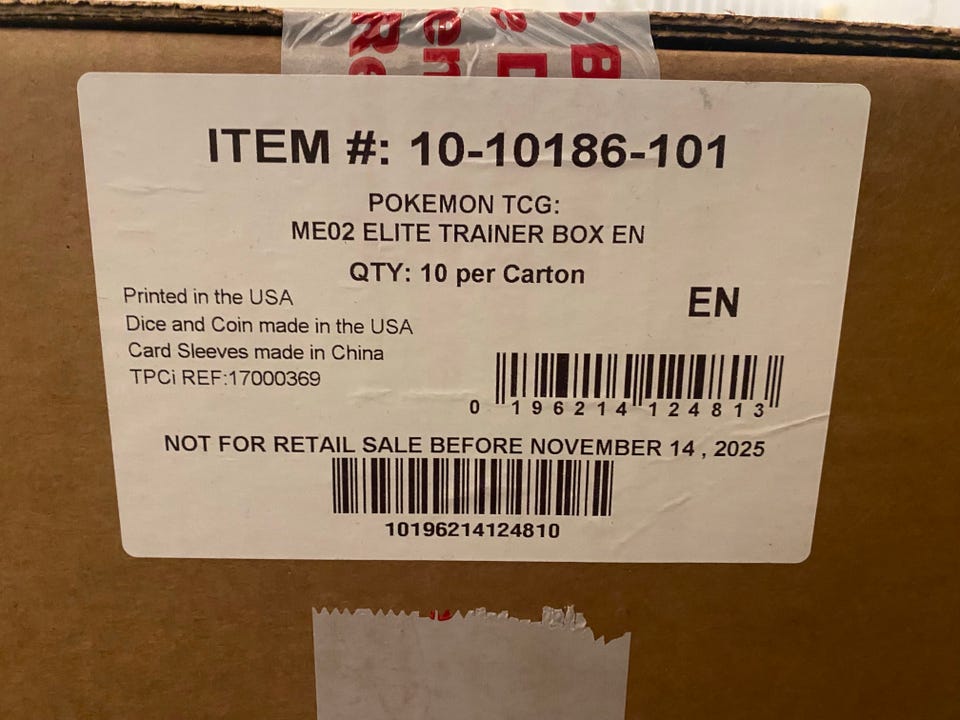 ITEM #: 10-10186-101
POKEMON TCG:
ME02 ELITE TRAINER BOX EN
QTY: 10 per Carton
Printed in the USA
Dice and Coin made in the USA
Card Sleeves made in China
TPCi REF:17000369
EN
0 196214 124813
NOT FOR RETAIL SALE BEFORE NOVEMBER 14 , 2025
10196214124810